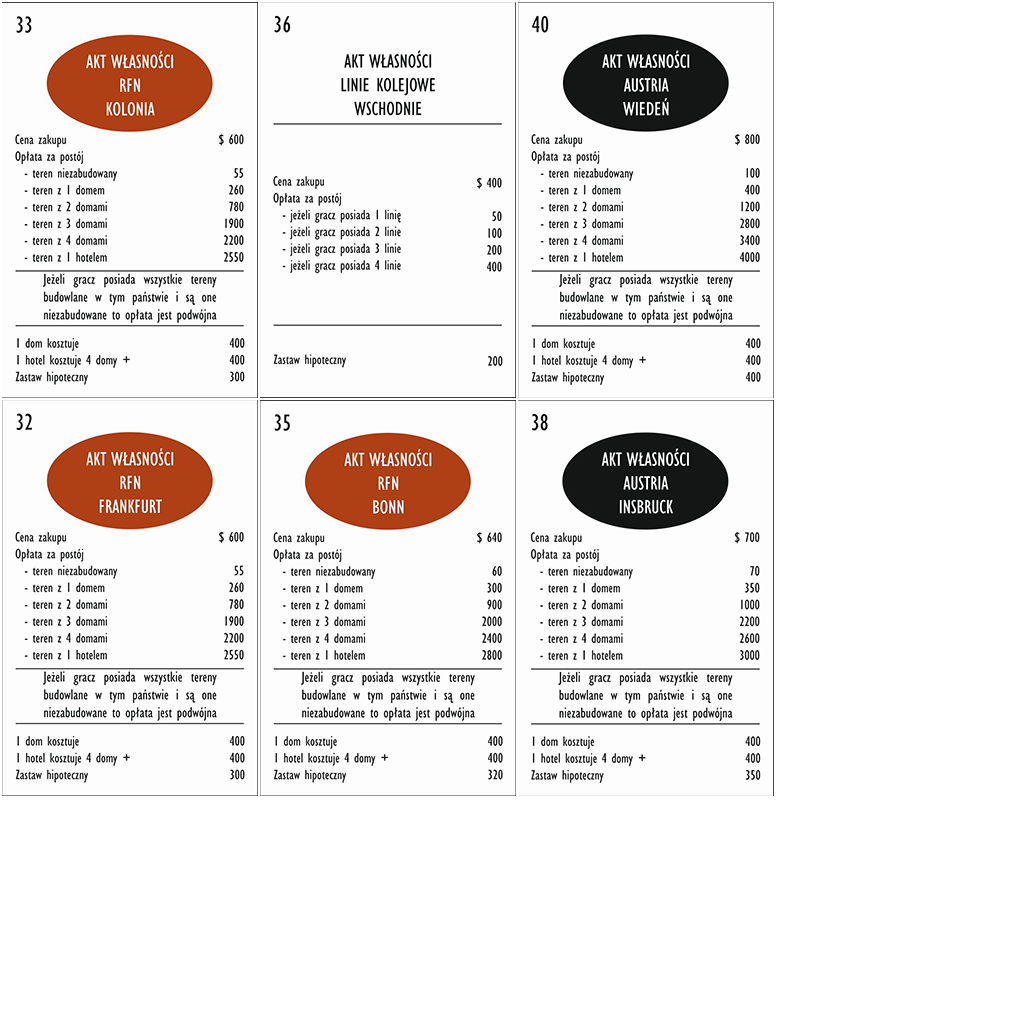 33
AKT WŁASNOŚCI
RFN
KOLONIA
Cena zakupu $ 600
Opłata za postój
- teren niezabudowany 55
- teren z 1 domem 260
- teren z 2 domami 780
- teren z 3 domami 1900
- teren z 4 domami 2200
- teren z 1 hotelem 2550
Jeżeli gracz posiada wszystkie tereny
budowlane w tym państwie i są one
niezabudowane to opłata jest podwójna
1 dom kosztuje 400
1 hotel kosztuje 4 domy + 400
Zastaw hipoteczny 300
36
AKT WŁASNOŚCI
LINIE KOLEJOWE
WSCHODNIE
Cena zakupu $ 400
Opłata za postój
- jeżeli gracz posiada 1 linię 50
- jeżeli gracz posiada 2 linie 100
- jeżeli gracz posiada 3 linie 200
- jeżeli gracz posiada 4 linie 400
Zastaw hipoteczny 200
40
AKT WŁASNOŚCI
AUSTRIA
WIEDEŃ
Cena zakupu $ 800
Opłata za postój
- teren niezabudowany 100
- teren z 1 domem 400
- teren z 2 domami 1200
- teren z 3 domami 2800
- teren z 4 domami 3400
- teren z 1 hotelem 4000
Jeżeli gracz posiada wszystkie tereny
budowlane w tym państwie i są one
niezabudowane to opłata jest podwójna
1 dom kosztuje 400
1 hotel kosztuje 4 domy + 400
Zastaw hipoteczny 400
32
AKT WŁASNOŚCI
RFN
FRANKFURT
Cena zakupu $ 600
Opłata za postój
- teren niezabudowany 55
- teren z 1 domem 260
- teren z 2 domami 780
- teren z 3 domami 1900
- teren z 4 domami 2200
- teren z 1 hotelem 2550
Jeżeli gracz posiada wszystkie tereny
budowlane w tym państwie i są one
niezabudowane to opłata jest podwójna
1 dom kosztuje 400
1 hotel kosztuje 4 domy + 400
Zastaw hipoteczny 300
35
AKT WŁASNOŚCI
RFN
BONN
Cena zakupu $ 640
Opłata za postój
- teren niezabudowany 60
- teren z 1 domem 300
- teren z 2 domami 900
- teren z 3 domami 2000
- teren z 4 domami 2400
- teren z 1 hotelem 2800
Jeżeli gracz posiada wszystkie tereny
budowlane w tym państwie i są one
niezabudowane to opłata jest podwójna
1 dom kosztuje 400
1 hotel kosztuje 4 domy + 400
Zastaw hipoteczny 320
38
AKT WŁASNOŚCI
AUSTRIA
INSBRUCK
Cena zakupu $ 700
Opłata za postój
- teren niezabudowany 70
- teren z 1 domem 350
- teren z 2 domami 1000
- teren z 3 domami 2200
- teren z 4 domami 2600
- teren z 1 hotelem 3000
Jeżeli gracz posiada wszystkie tereny
budowlane w tym państwie i są one
niezabudowane to opłata jest podwójna
1 dom kosztuje 400
1 hotel kosztuje 4 domy + 400
Zastaw hipoteczny 350